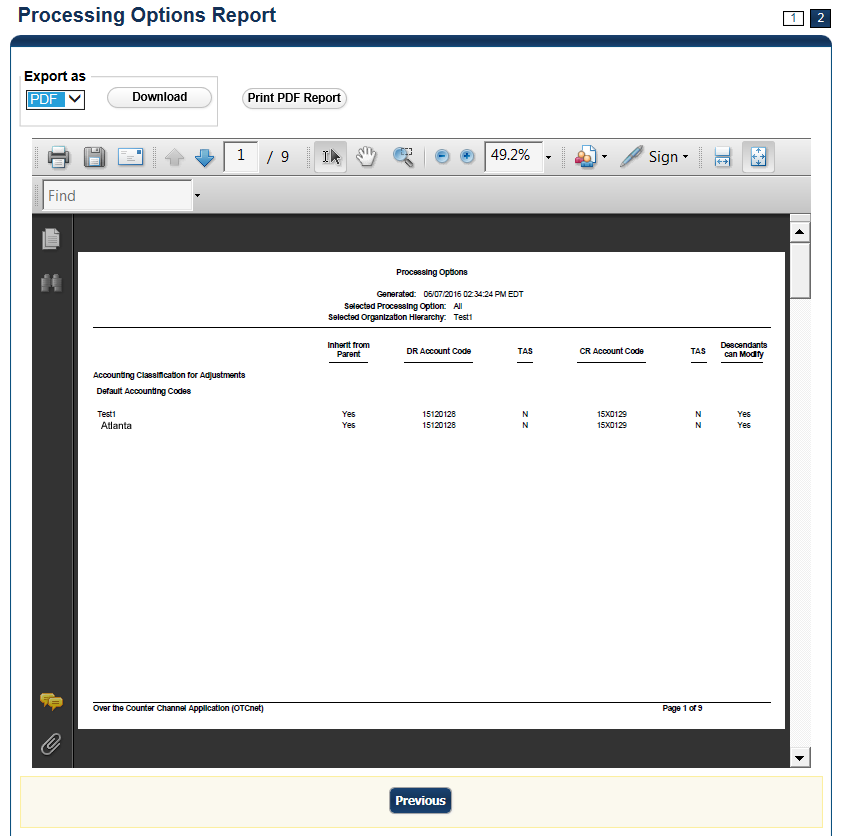 Processing Options Report
1 2
Export as
PDF Download Print PDF Report
1 / 9 49.2% Sign
Find
Processing Options
Generated: 06/07/2016 02:34:24 PM EDT
Selected Processing Option: All
Selected Organization Hierarchy: Test1
Inherit from Parent DR Account Code TAS CR Account Code TAS Descendants can Modify
Accounting Classification for Adjustments
Default Accounting Codes
Test1 Yes 15120128 N 15X0129 N Yes
Atlanta Yes 15120128 N 15X0129 N Yes
Over the Counter Channel Application (OTCnet) Page 1 of 9
Previous